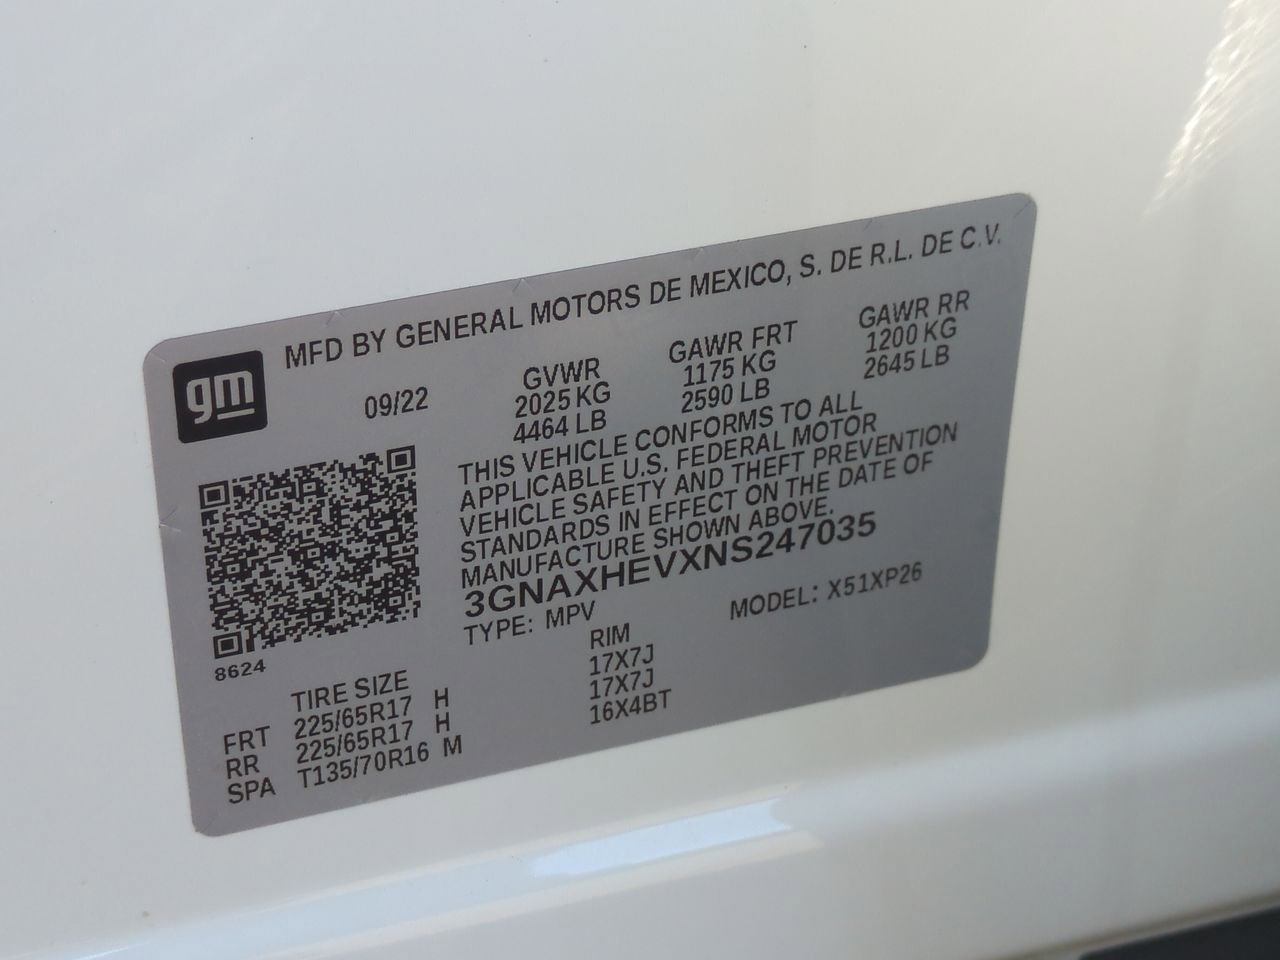 MFD BY GENERAL MOTORS DE MEXICO, S. DE R.L. DE C.V.
gm
09/22
GVWR GAWR FRT GAWR RR
2025 KG 1175 KG 1200 KG
4464 LB 2590 LB 2645 LB
THIS VEHICLE CONFORMS TO ALL
APPLICABLE U.S. FEDERAL MOTOR
VEHICLE SAFETY AND THEFT PREVENTION
STANDARDS IN EFFECT ON THE DATE OF
MANUFACTURE SHOWN ABOVE.
3GNAXHEVXNS247035
TYPE: MPV MODEL: X51XP26
8624
TIRE SIZE RIM
FRT 225/65R17 H 17X7J
RR 225/65R17 H 17X7J
SPA T135/70R16 M 16X4BT